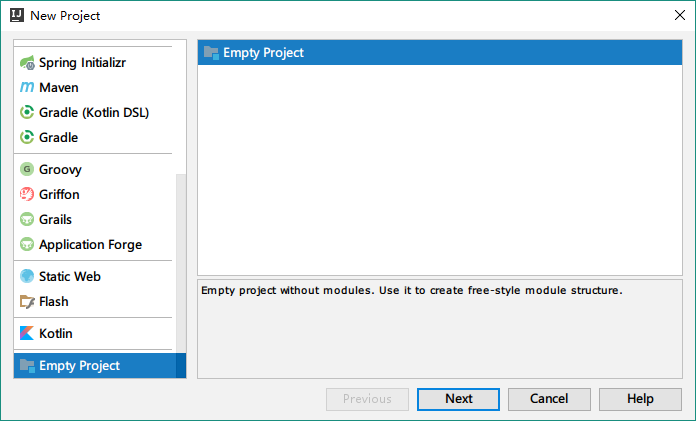 New Project
Spring Initializr
Maven
Gradle (Kotlin DSL)
Gradle
Groovy
Griffon
Grails
Application Forge
Static Web
Flash
Kotlin
Empty Project
Empty Project
Empty project without modules. Use it to create free-style module structure.
Previous
Next
Cancel
Help